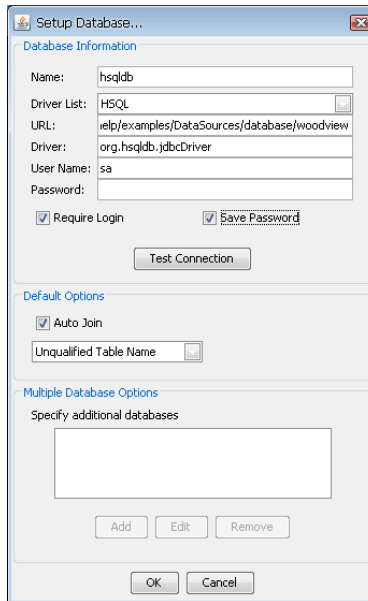 Setup Database...
Database Information
Name: hsqldb
Driver List: HSQL
URL: ıelp/examples/DataSources/database/woodview
Driver: org.hsqldb.jdbcDriver
User Name: sa
Password:
Require Login Save Password
Test Connection
Default Options
Auto Join
Unqualified Table Name
Multiple Database Options
Specify additional databases
Add Edit Remove
OK Cancel